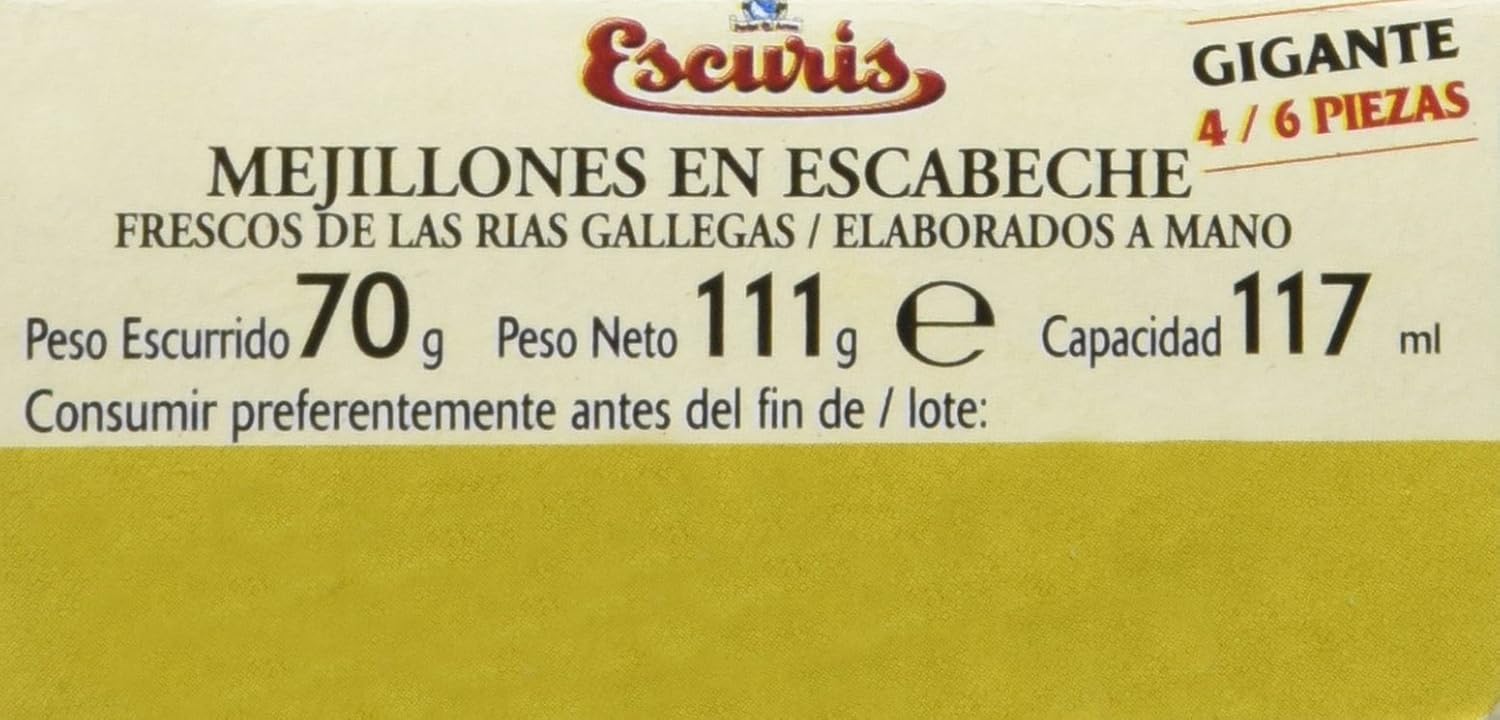 Escuris
GIGANTE
4 / 6 PIEZAS
MEJILLONES EN ESCABECHE
FRESCOS DE LAS RIAS GALLEGAS / ELABORADOS A MANO
Peso Escurrido 70 g Peso Neto 111 g e Capacidad 117 ml
Consumir preferentemente antes del fin de / lote: